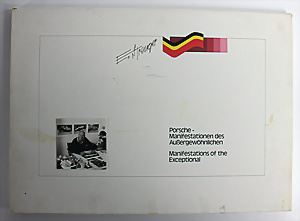 Porsche -
Manifestationen des
Außergewöhnlichen
Manifestations of the
Exceptional